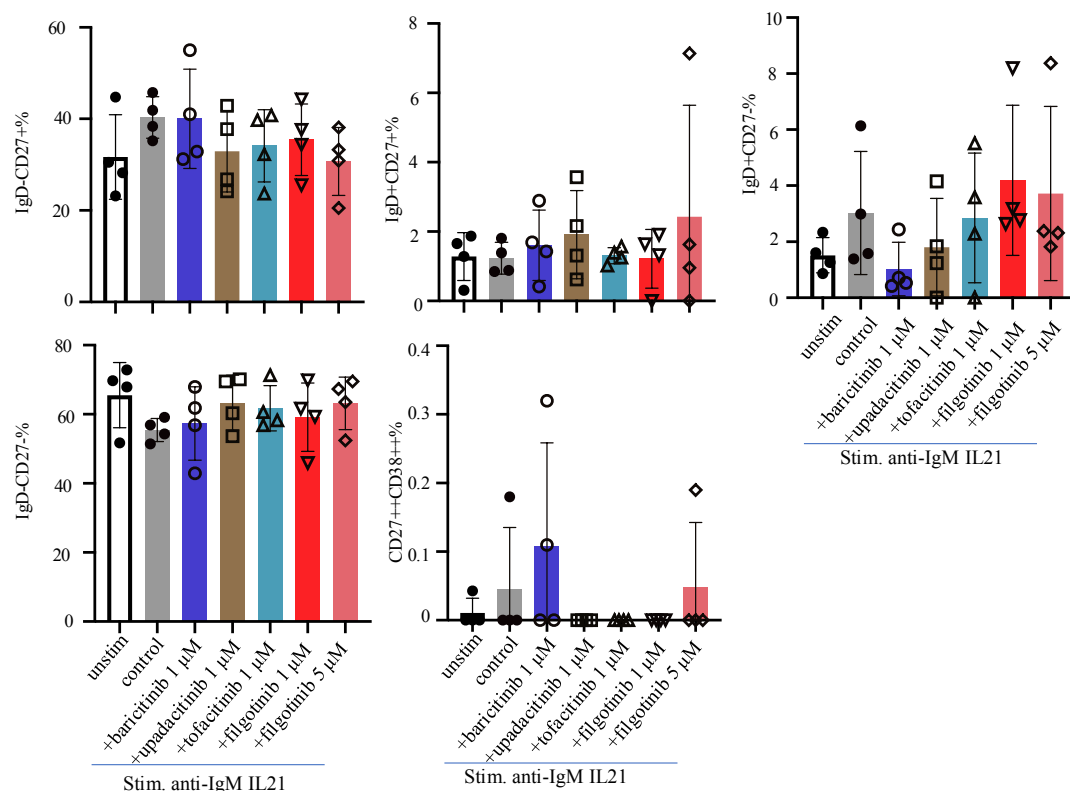 IgD-CD27+%
60
40
20
0
IgD+CD27+%
8
6
4
2
0
IgD+CD27-%
10
8
6
4
2
0
unstim
control
+baricitinib 1 µM
+upadacitinib 1 µM
+tofacitinib 1 µM
+filgotinib 1 µM
+filgotinib 5 µM
Stim. anti-IgM IL21
IgD-CD27-%
80
60
40
20
0
unstim
control
+baricitinib 1 µM
+upadacitinib 1 µM
+tofacitinib 1 µM
+filgotinib 1 µM
+filgotinib 5 µM
Stim. anti-IgM IL21
CD27++CD38++%
0.4
0.3
0.2
0.1
0
unstim
control
+baricitinib 1 µM
+upadacitinib 1 µM
+tofacitinib 1 µM
+filgotinib 1 µM
+filgotinib 5 µM
Stim. anti-IgM IL21